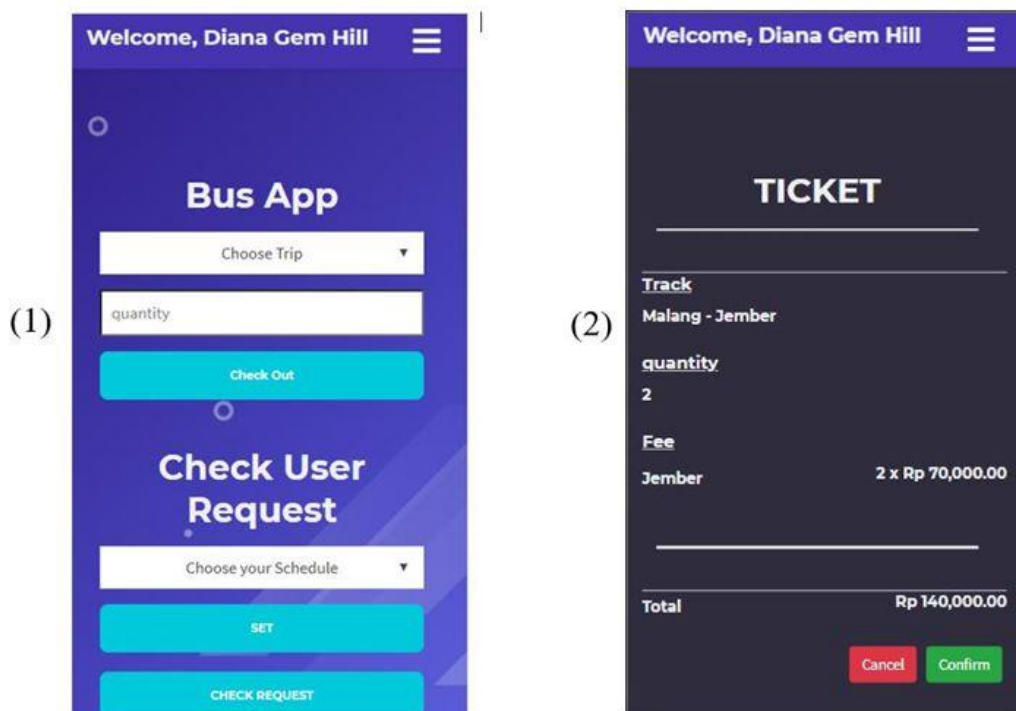 (1)
Welcome, Diana Gem Hill
Bus App
Choose Trip
quantity
Check Out
Check User
Request
Choose your Schedule
SET
CHECK REQUEST
(2)
Welcome, Diana Gem Hill
TICKET
Track
Malang - Jember
quantity
2
Fee
Jember 2 x Rp 70,000.00
Total Rp 140,000.00
Cancel Confirm